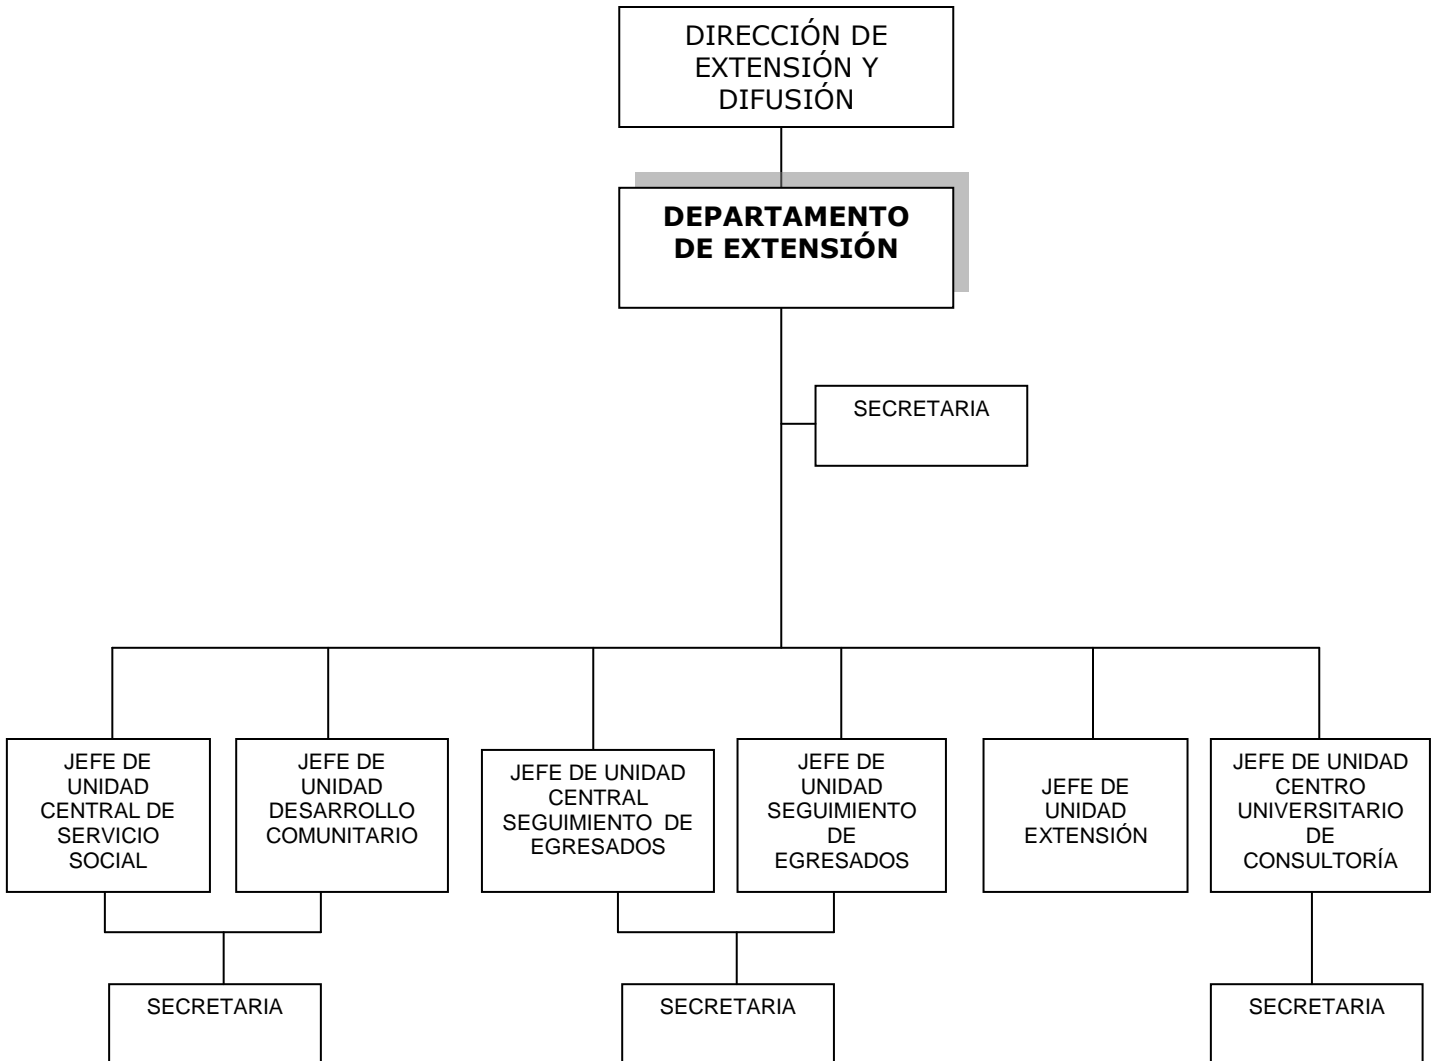 DIRECCIÓN DE
EXTENSIÓN Y
DIFUSIÓN
DEPARTAMENTO
DE EXTENSIÓN
SECRETARIA
JEFE DE
UNIDAD
CENTRAL DE
SERVICIO
SOCIAL
JEFE DE
UNIDAD
DESARROLLO
COMUNITARIO
JEFE DE UNIDAD
CENTRAL
SEGUIMIENTO DE
EGRESADOS
JEFE DE
UNIDAD
SEGUIMIENTO
DE
EGRESADOS
JEFE DE
UNIDAD
EXTENSIÓN
JEFE DE UNIDAD
CENTRO
UNIVERSITARIO
DE
CONSULTORÍA
SECRETARIA
SECRETARIA
SECRETARIA